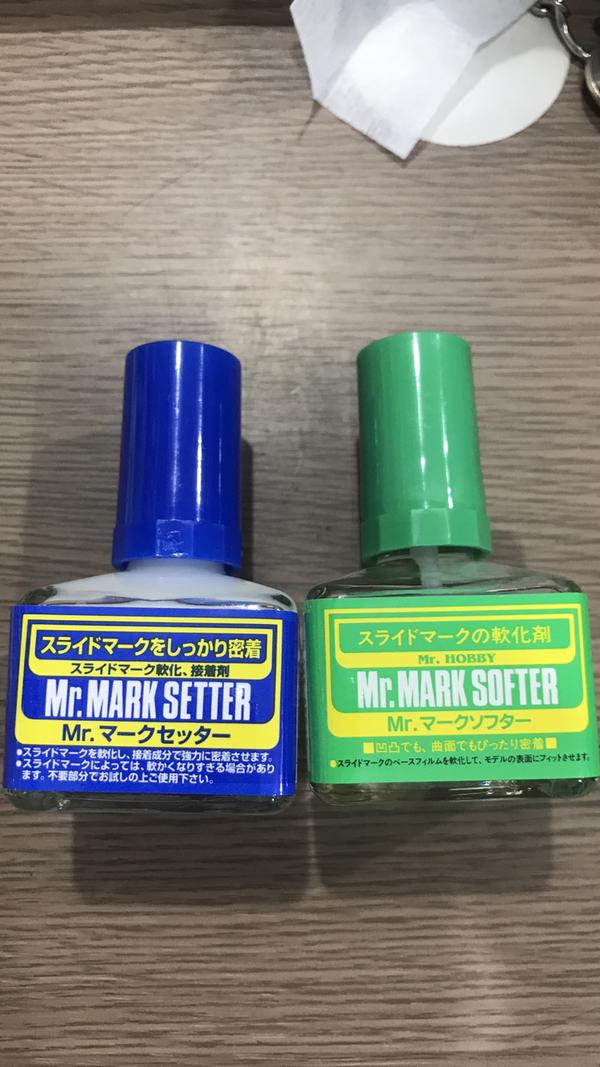 スライドマークをしっかり密着
スライドマーク軟化、接着剤
Mr. MARK SETTER
Mr. マークセッター
●スライドマークを軟化し、接着成分で強力に密着させます。
●スライドマークによっては、軟かくなりすぎる場合があり
ます。不要部分でお試しの上ご使用下さい。
スライドマークの軟化剤
Mr. HOBBY
Mr. MARK SOFTER
Mr. マークソフター
■凹凸でも、曲面でもぴったり密着■
●スライドマークのベースフィルムを軟化して、モデルの表面にフィットさせます。